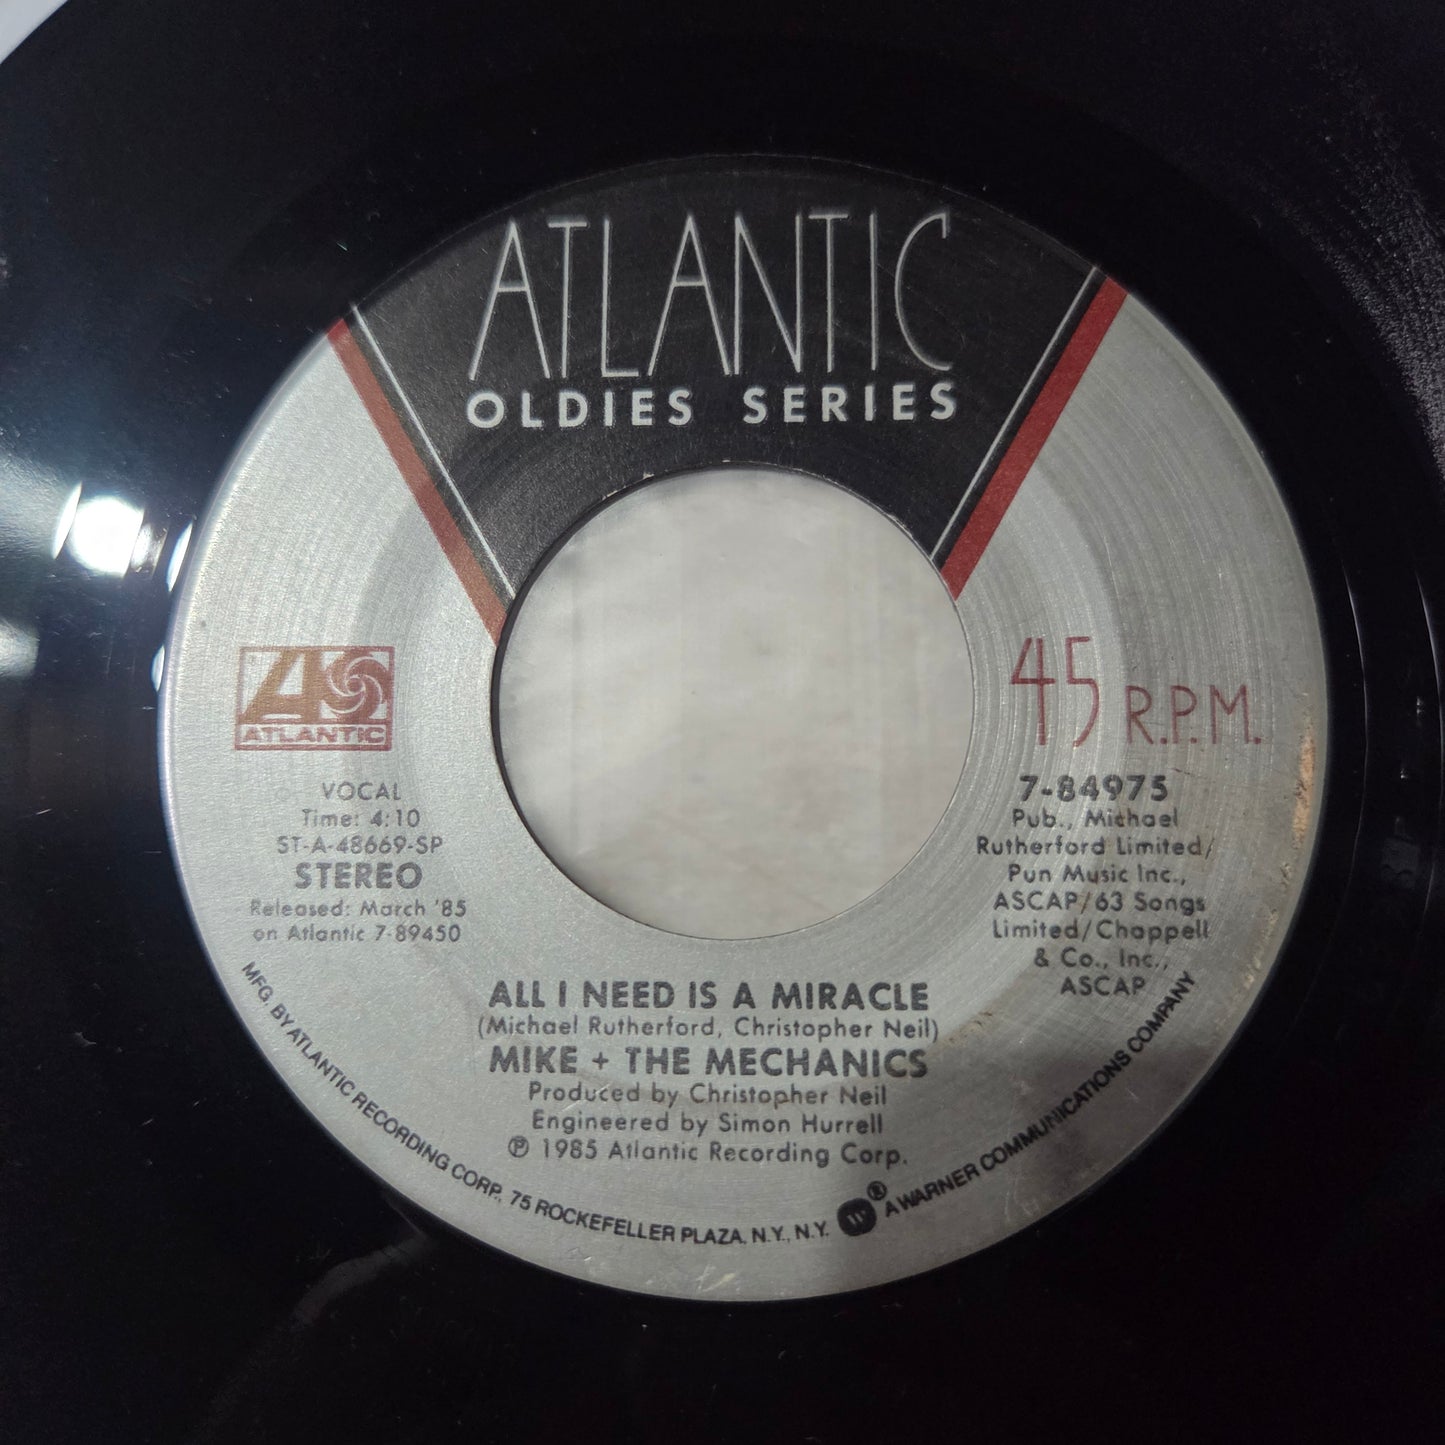 ATLANTIC
OLDIES SERIES
ATLANTIC
VOCAL
Time: 4:10
ST-A-48669-SP
STEREO
Released: March '85
on Atlantic 7-89450
45 R.P.M.
7-84975
Pub., Michael
Rutherford Limited/
Pun Music Inc.,
ASCAP/63 Songs
Limited/Chappell
& Co., Inc.,
ASCAP
ALL I NEED IS A MIRACLE
(Michael Rutherford, Christopher Neil)
MIKE + THE MECHANICS
Produced by Christopher Neil
Engineered by Simon Hurrell
℗ 1985 Atlantic Recording Corp.
MFG. BY ATLANTIC RECORDING CORP., 75 ROCKEFELLER PLAZA, N.Y., N.Y. ® A WARNER COMMUNICATIONS COMPANY